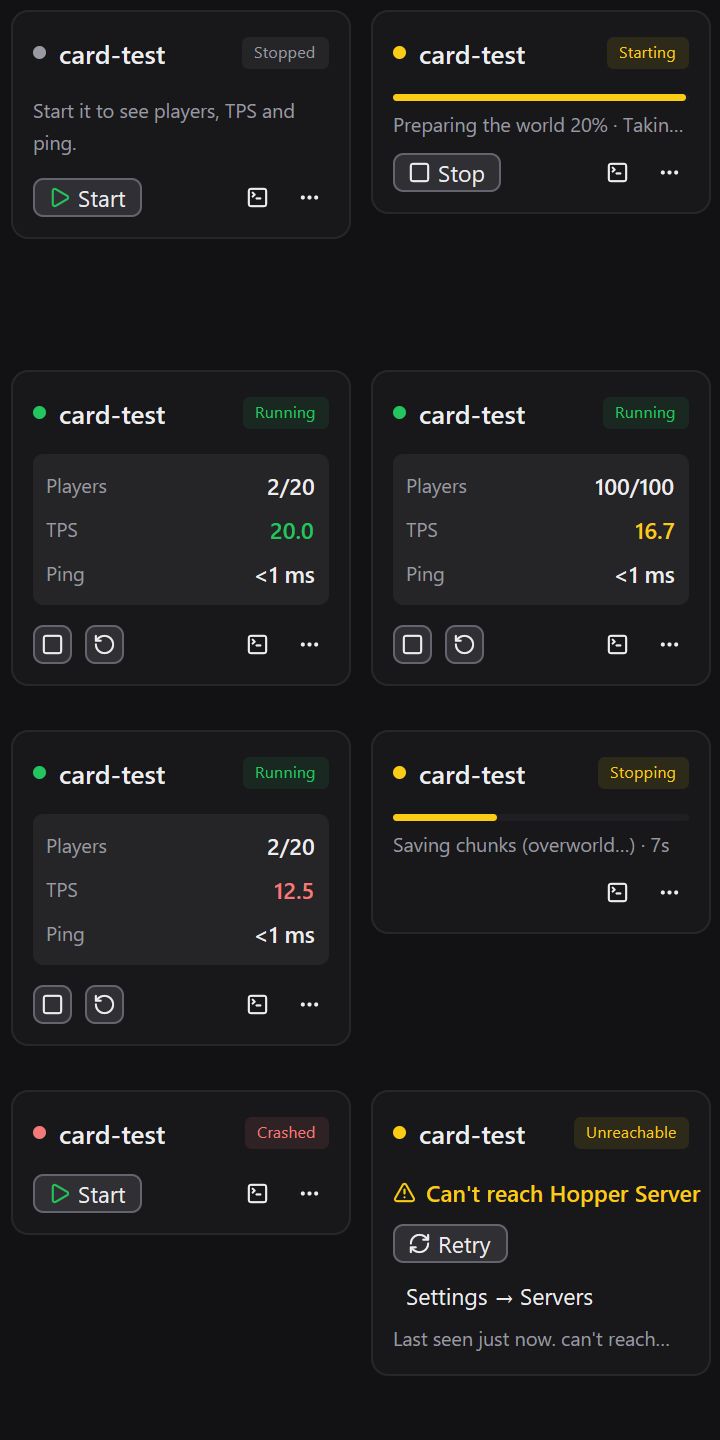 card-test Stopped
Start it to see players, TPS and
ping.
Start
card-test Starting
Preparing the world 20% · Takin...
Stop
card-test Running
Players 2/20
TPS 20.0
Ping <1 ms
card-test Running
Players 100/100
TPS 16.7
Ping <1 ms
card-test Running
Players 2/20
TPS 12.5
Ping <1 ms
card-test Stopping
Saving chunks (overworld...) · 7s
card-test Crashed
Start
card-test Unreachable
Can't reach Hopper Server
Retry
Settings → Servers
Last seen just now. can't reach...